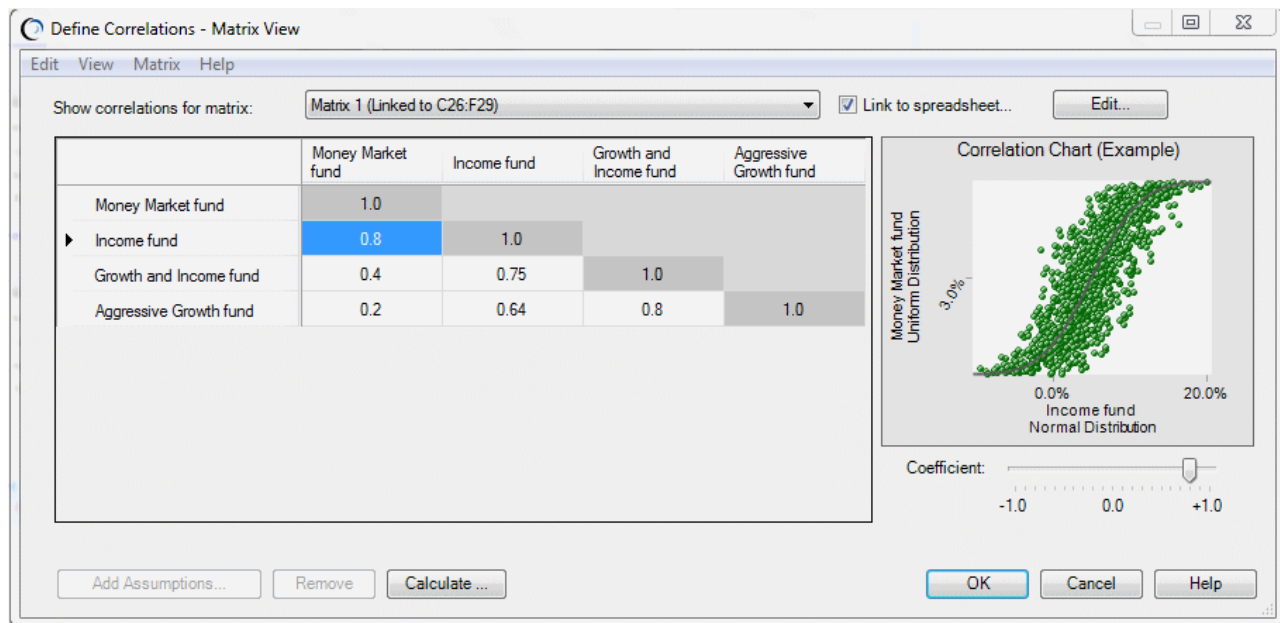 Define Correlations - Matrix View
Edit View Matrix Help
Show correlations for matrix: Matrix 1 (Linked to C26:F29) Link to spreadsheet... Edit...
Money Market fund Income fund Growth and Income fund Aggressive Growth fund
Money Market fund 1.0
Income fund 0.8 1.0
Growth and Income fund 0.4 0.75 1.0
Aggressive Growth fund 0.2 0.64 0.8 1.0
Correlation Chart (Example)
Money Market fund
Uniform Distribution
3.0%
0.0% 20.0%
Income fund
Normal Distribution
Coefficient:
-1.0 0.0 +1.0
Add Assumptions... Remove Calculate ... OK Cancel Help